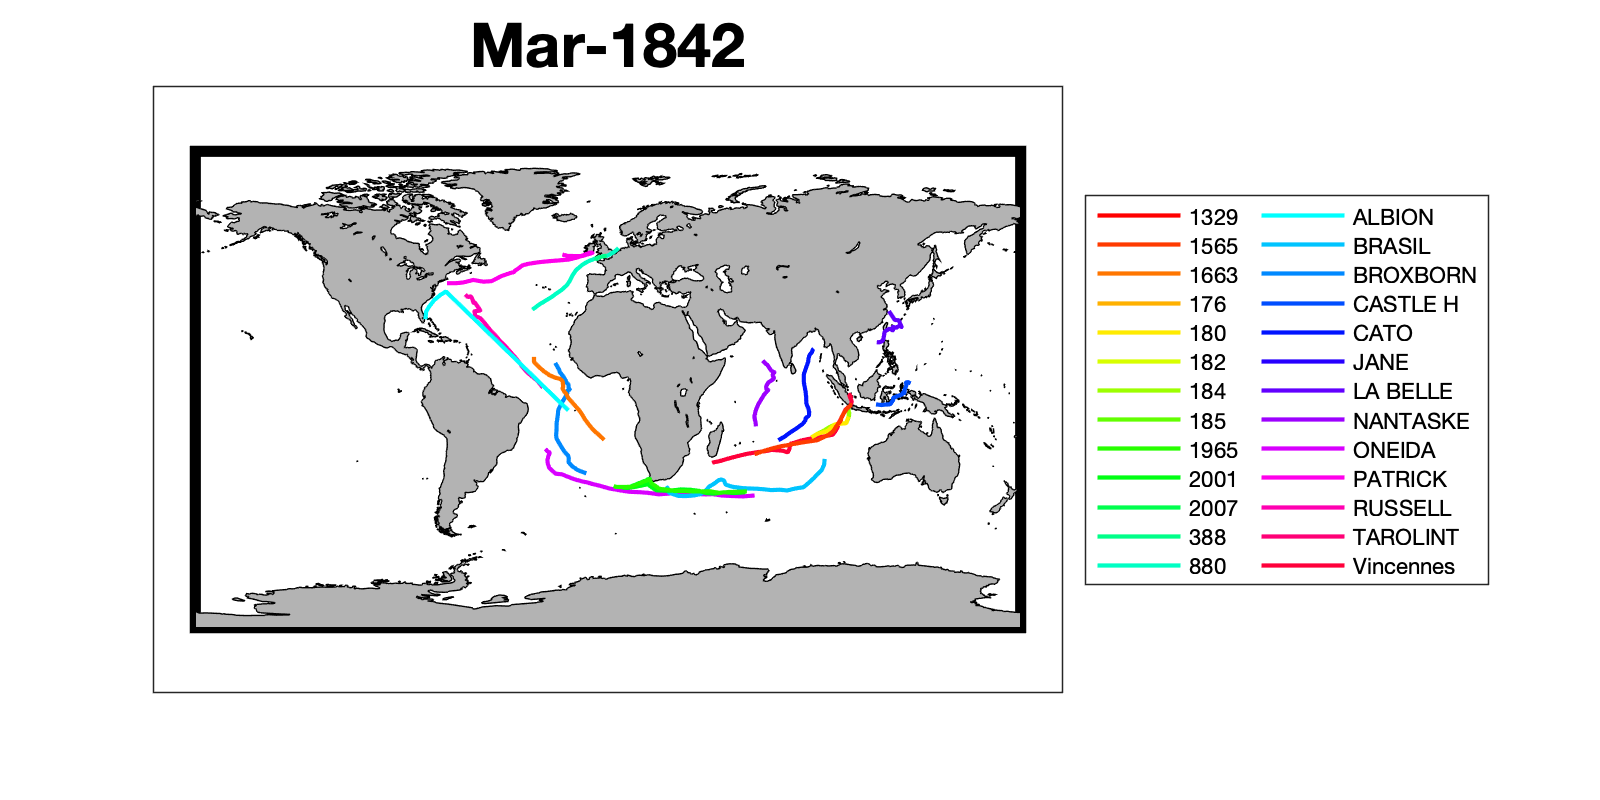 Mar-1842
1329
1565
1663
176
180
182
184
185
1965
2001
2007
388
880
ALBION
BRASIL
BROXBORN
CASTLE H
CATO
JANE
LA BELLE
NANTASKE
ONEIDA
PATRICK
RUSSELL
TAROLINT
Vincennes